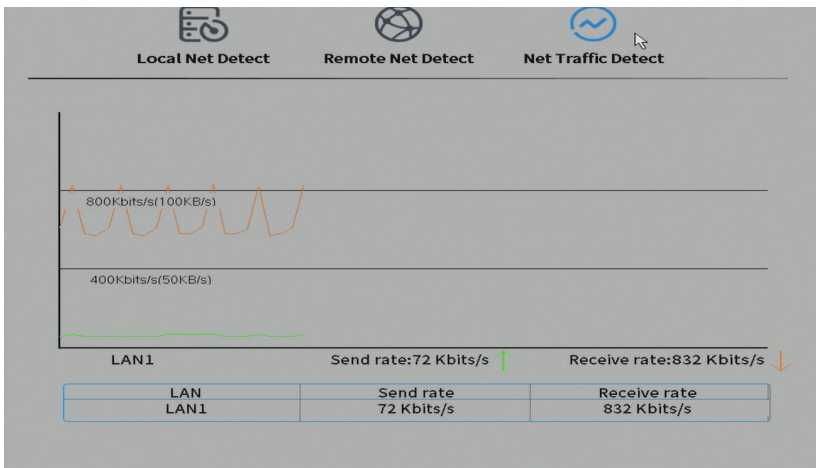 Local Net Detect Remote Net Detect Net Traffic Detect
800Kbits/s(100KB/s)
400Kbits/s(50KB/s)
LAN1 Send rate:72 Kbits/s Receive rate:832 Kbits/s
LAN Send rate Receive rate
LAN1 72 Kbits/s 832 Kbits/s